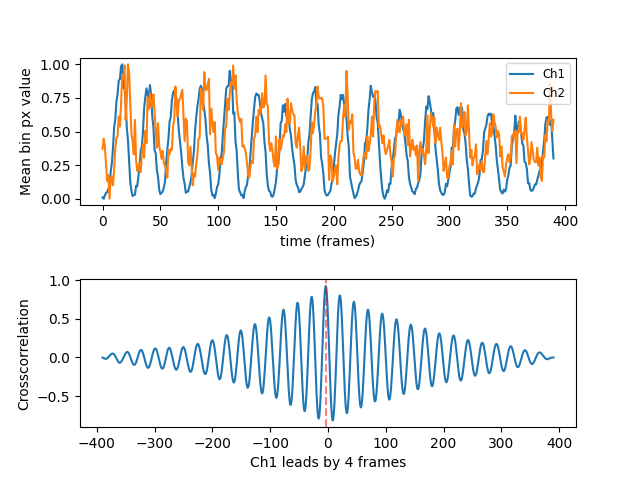 1.00
0.75
0.50
0.25
0.00
Mean bin px value
Ch1
Ch2
0 50 100 150 200 250 300 350 400
time (frames)
1.0
0.5
0.0
−0.5
Crosscorrelation
−400 −300 −200 −100 0 100 200 300 400
Ch1 leads by 4 frames